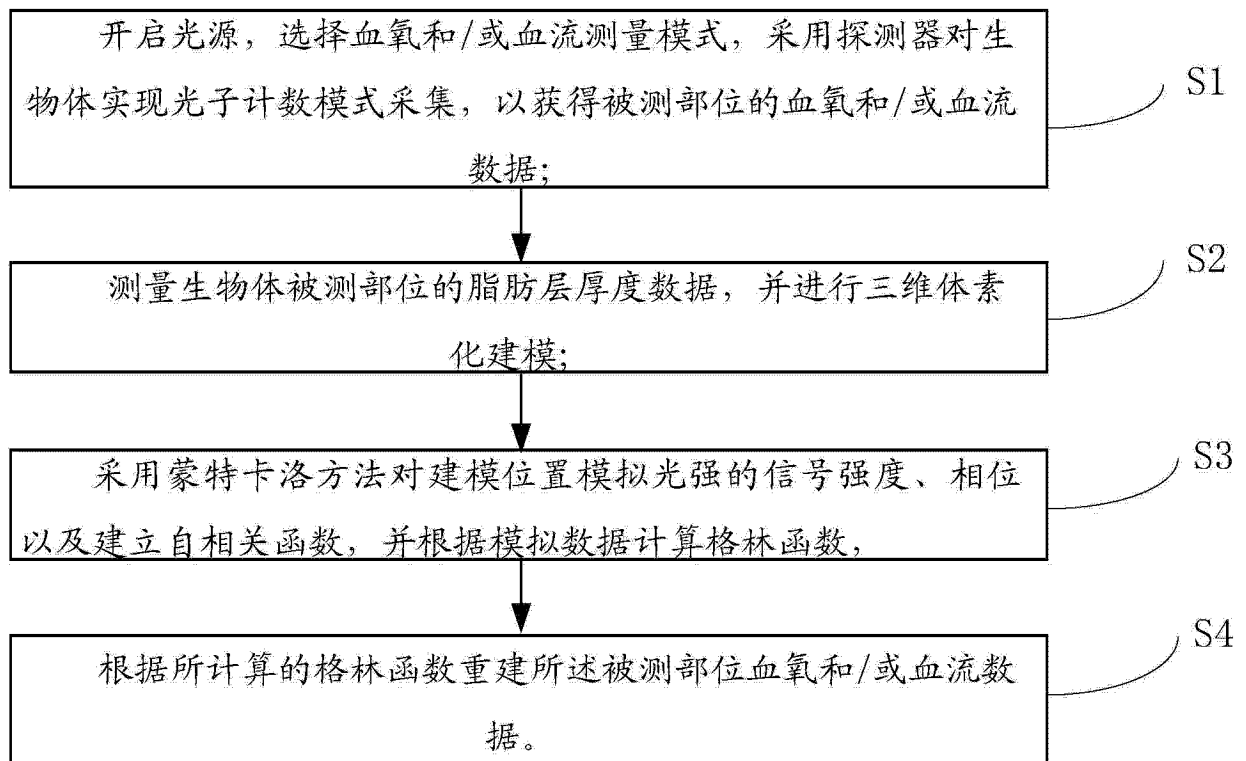 开启光源，选择血氧和/或血流测量模式，采用探测器对生
物体实现光子计数模式采集，以获得被测部位的血氧和/或血流
数据；
S1
测量生物体被测部位的脂肪层厚度数据，并进行三维体素
化建模；
S2
采用蒙特卡洛方法对建模位置模拟光强的信号强度、相位
以及建立自相关函数，并根据模拟数据计算格林函数，
S3
根据所计算的格林函数重建所述被测部位血氧和/或血流数
据。
S4